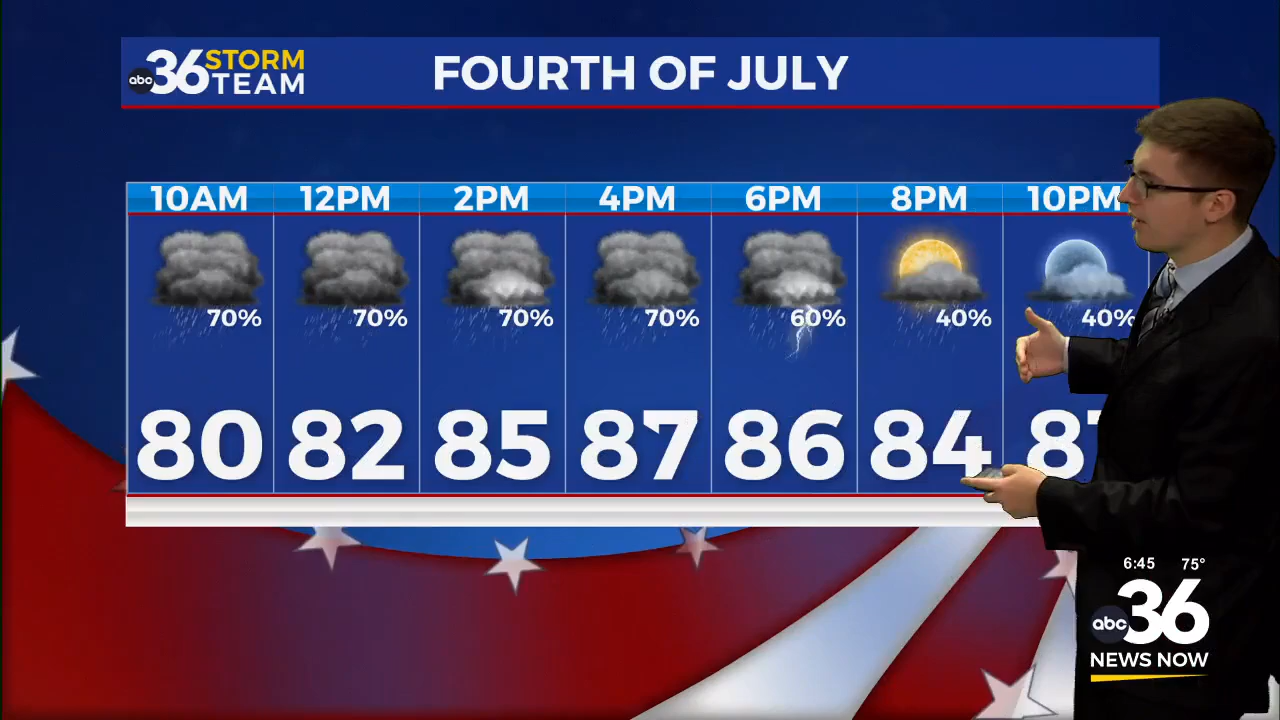 abc 36 STORM TEAM
FOURTH OF JULY
10AM 12PM 2PM 4PM 6PM 8PM 10PM
70% 70% 70% 70% 60% 40% 40%
80 82 85 87 86 84
6:45 75°
abc 36
NEWS NOW